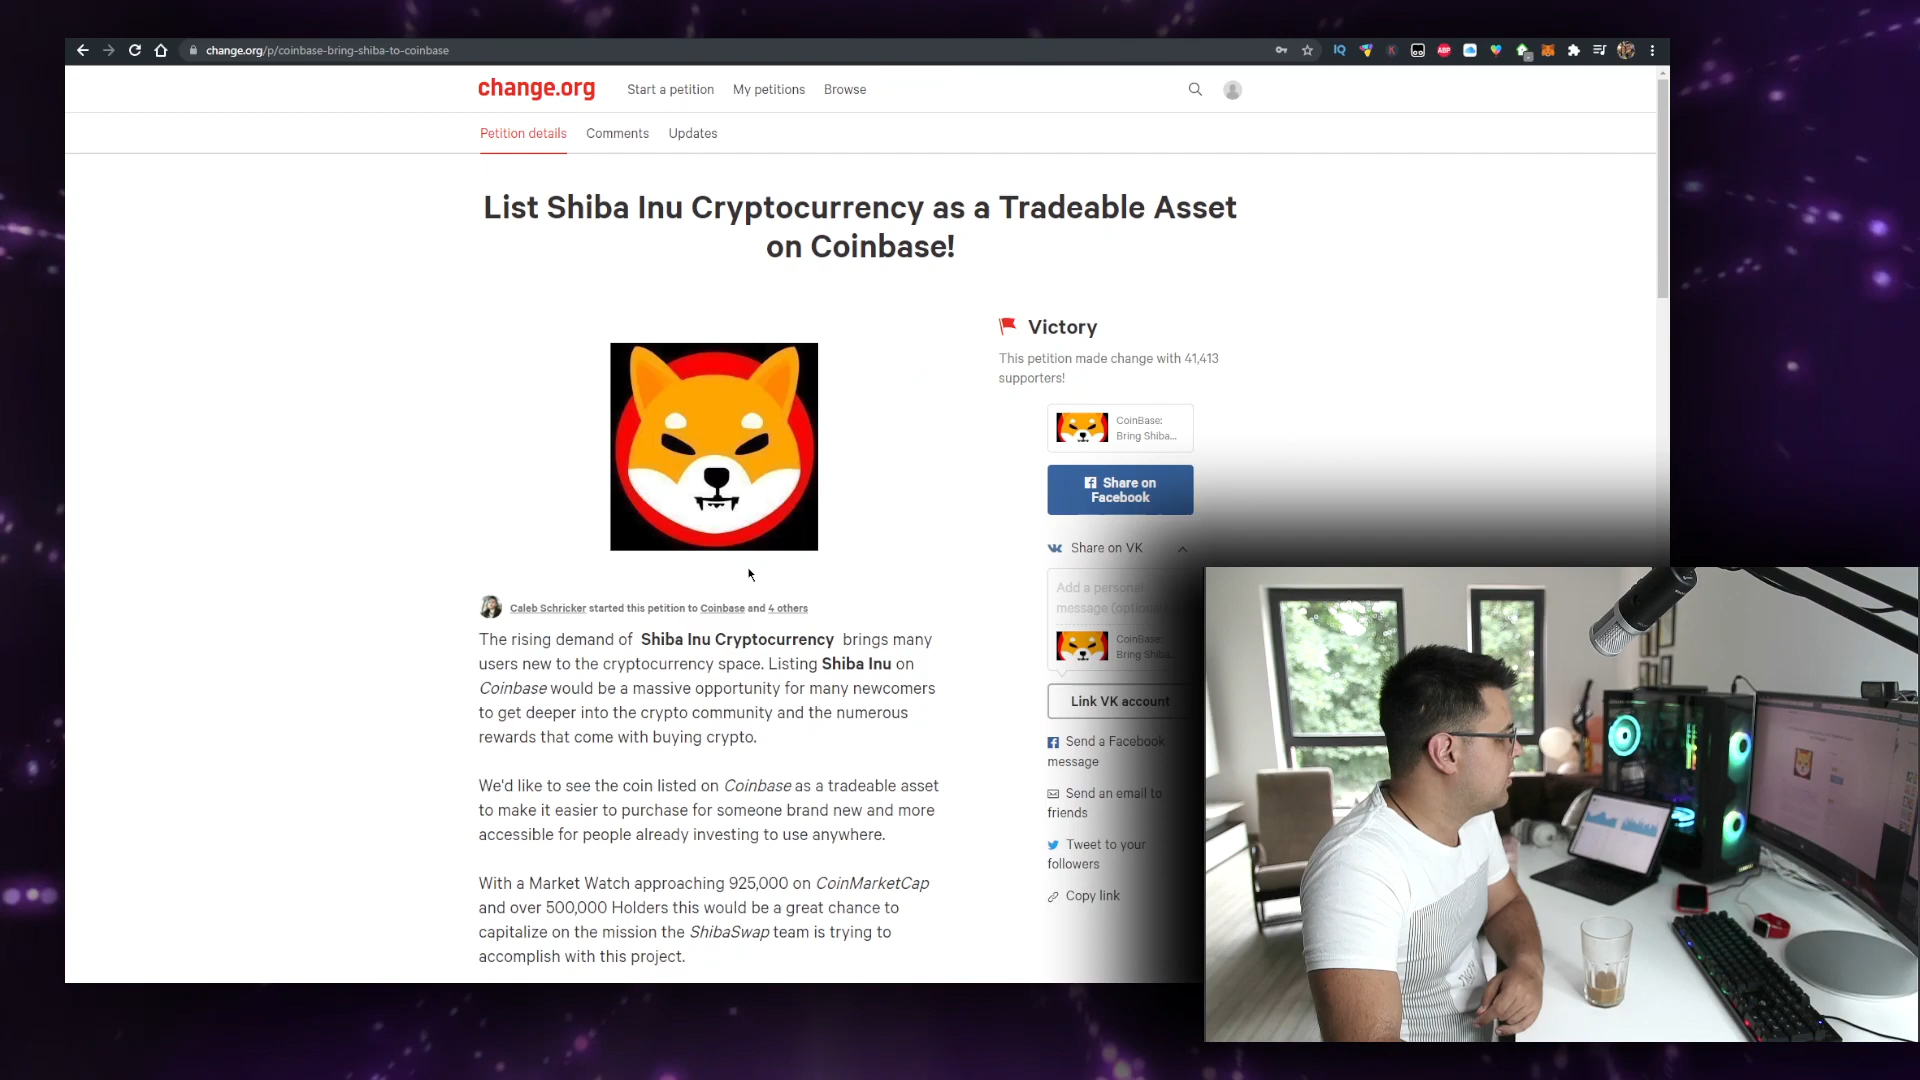 change.org/p/coinbase-bring-shiba-to-coinbase
IQ
ABP
change.org
Start a petition
My petitions
Browse
Petition details
Comments
Updates
List Shiba Inu Cryptocurrency as a Tradeable Asset
on Coinbase!
Victory
This petition made change with 41,413
supporters!
CoinBase:
Bring Shiba...
Share on
Facebook
Share on VK
Add a personal
message (optional)
CoinBase:
Bring Shiba...
Link VK account
Send a Facebook
message
Send an email to
friends
Tweet to your
followers
Copy link
Caleb Schricker started this petition to Coinbase and 4 others
The rising demand of Shiba Inu Cryptocurrency brings many
users new to the cryptocurrency space. Listing Shiba Inu on
Coinbase would be a massive opportunity for many newcomers
to get deeper into the crypto community and the numerous
rewards that come with buying crypto.
We'd like to see the coin listed on Coinbase as a tradeable asset
to make it easier to purchase for someone brand new and more
accessible for people already investing to use anywhere.
With a Market Watch approaching 925,000 on CoinMarketCap
and over 500,000 Holders this would be a great chance to
capitalize on the mission the ShibaSwap team is trying to
accomplish with this project.